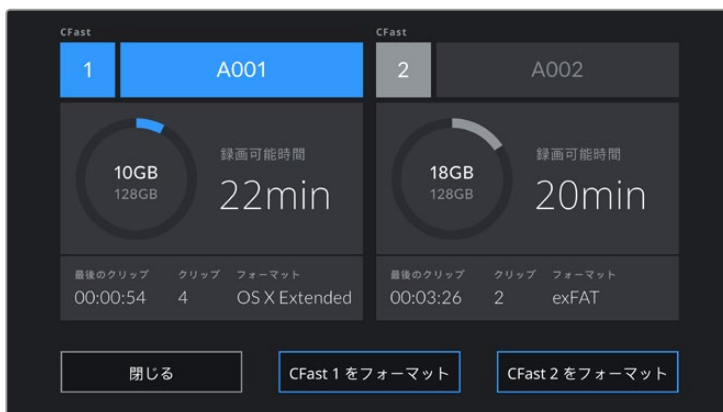 CFast
1
A001
10GB
128GB
録画可能時間
22min
最後のクリップ
クリップ
フォーマット
00:00:54
4
OS X Extended
CFast
2
A002
18GB
128GB
録画可能時間
20min
最後のクリップ
クリップ
フォーマット
00:03:26
2
exFAT
閉じる
CFast 1 をフォーマット
CFast 2 をフォーマット